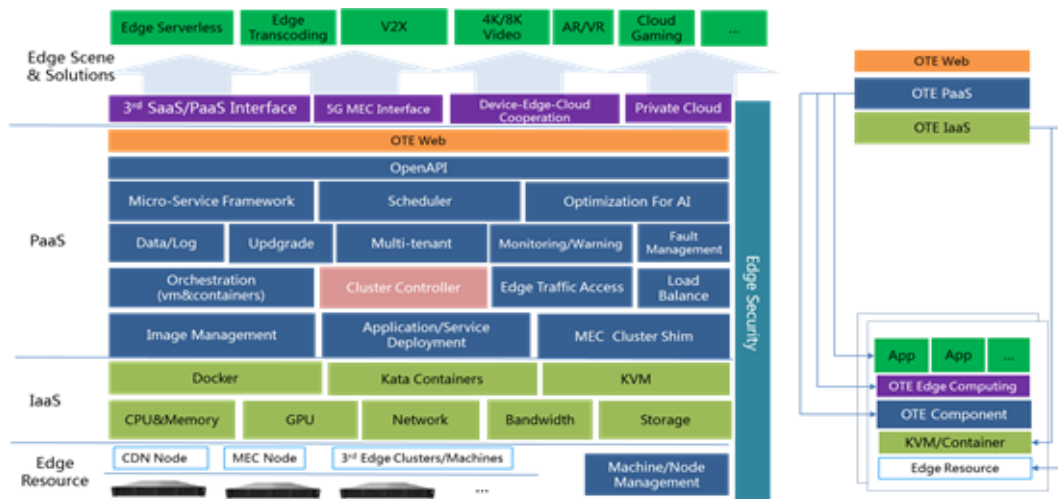 Edge Serverless
Edge
Transcoding
V2X
4K/8K
Video
AR/VR
Cloud
Gaming
...
Edge Scene
& Solutions
3rd SaaS/PaaS Interface
5G MEC Interface
Device-Edge-Cloud
Cooperation
Private Cloud
PaaS
OTE Web
OpenAPI
Micro-Service Framework
Scheduler
Optimization For AI
Data/Log
Updgrade
Multi-tenant
Monitoring/Warning
Fault
Management
Orchestration
(vm&containers)
Cluster Controller
Edge Traffic Access
Load
Balance
Image Management
Application/Service
Deployment
MEC Cluster Shim
Edge Security
IaaS
Docker
Kata Containers
KVM
CPU&Memory
GPU
Network
Bandwidth
Storage
Edge
Resource
CDN Node
MEC Node
3rd Edge Clusters/Machines
...
Machine/Node
Management
OTE Web
OTE PaaS
OTE IaaS
App
App
...
OTE Edge Computing
OTE Component
KVM/Container
Edge Resource